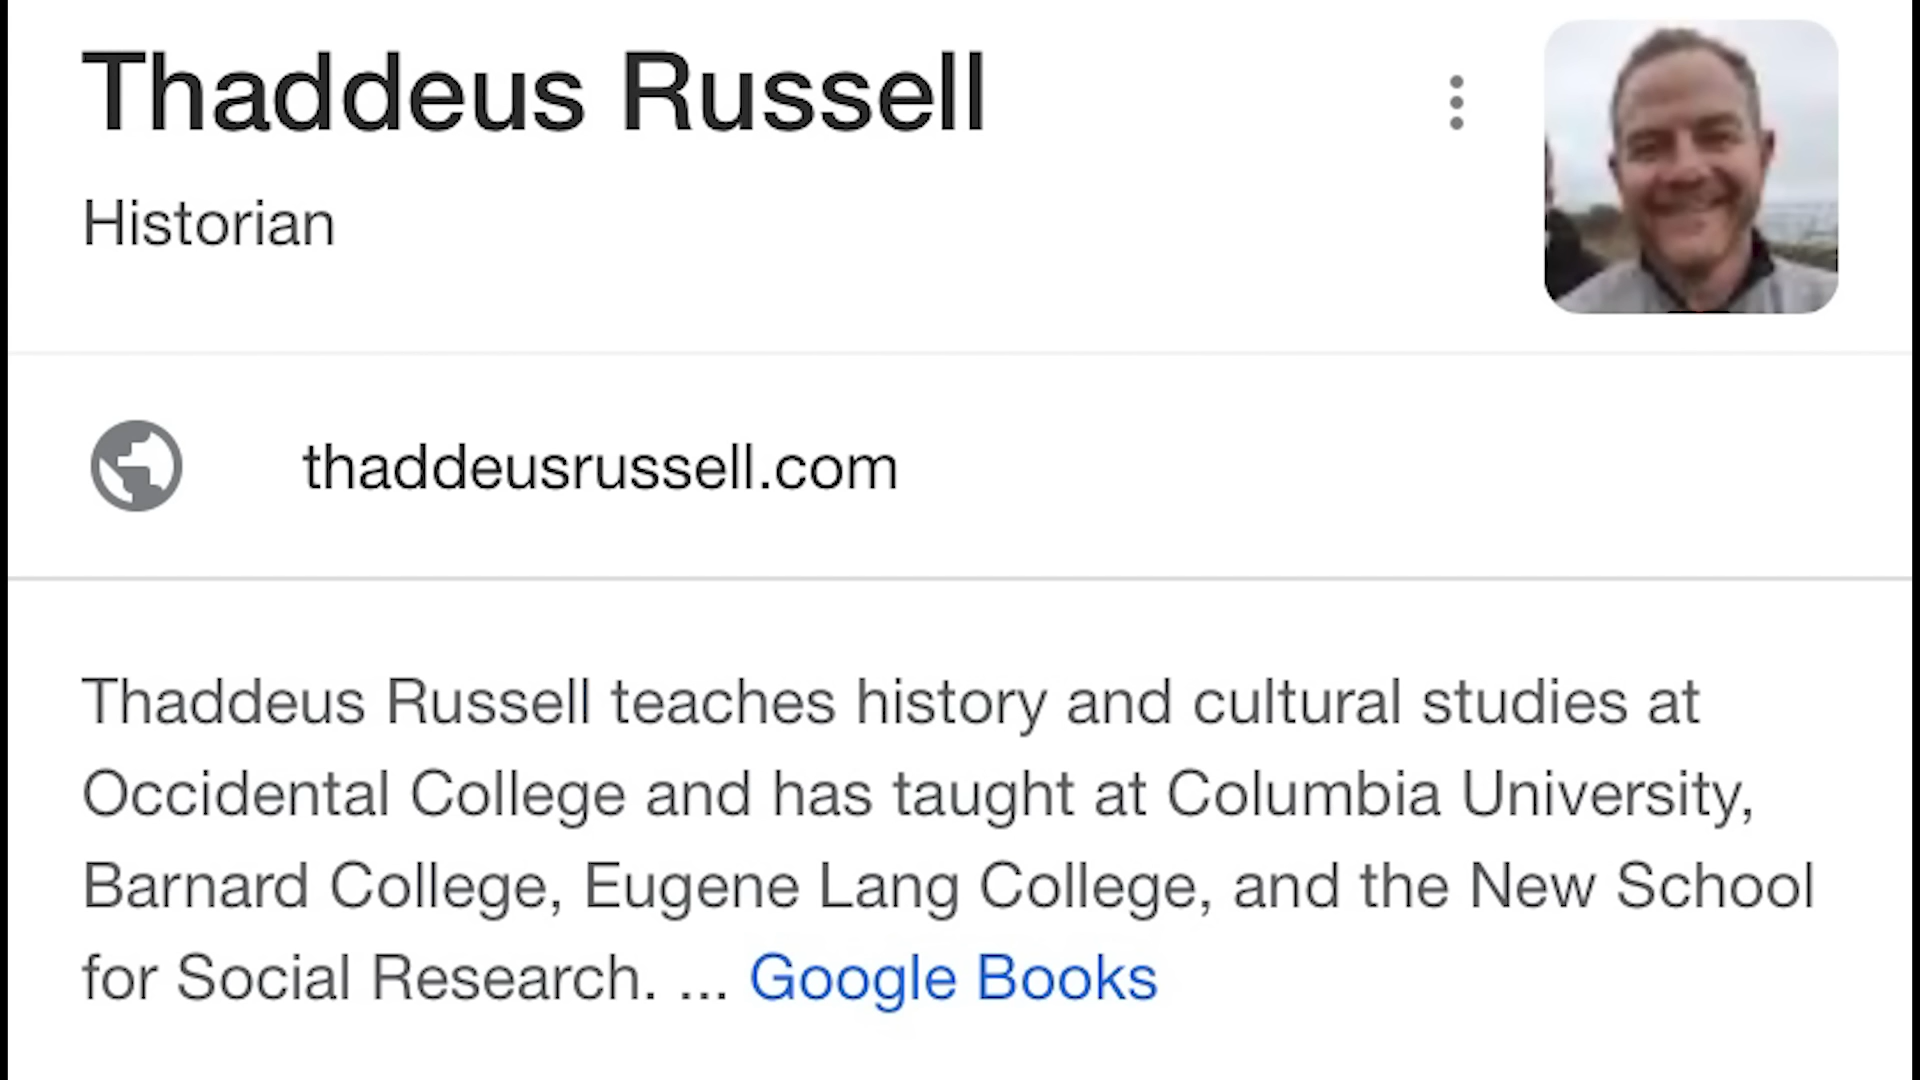 Thaddeus Russell
Historian
thaddeusrussell.com
Thaddeus Russell teaches history and cultural studies at
Occidental College and has taught at Columbia University,
Barnard College, Eugene Lang College, and the New School
for Social Research. ... Google Books